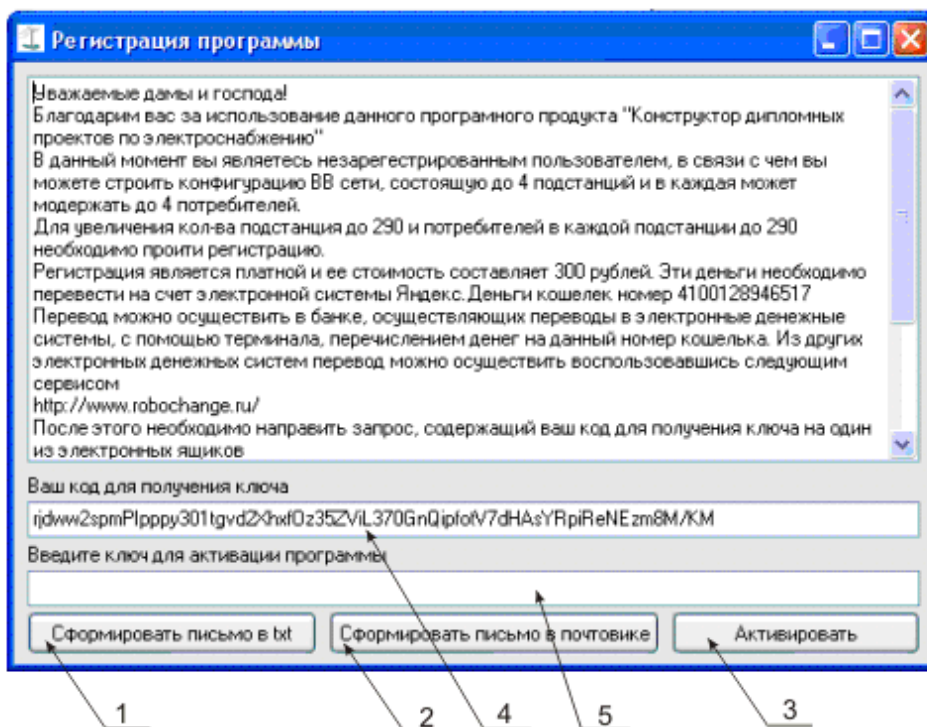 Регистрация программы
Уважаемые дамы и господа!
Благодарим вас за использование данного програмного продукта "Конструктор дипломных
проектов по электроснабжению"
В данный момент вы являетесь незарегестрированным пользователем, в связи с чем вы
можете строить конфигурацию ВВ сети, состоящую до 4 подстанций и в каждая может
модержать до 4 потребителей.
Для увеличения кол-ва подстанция до 290 и потребителей в каждой подстанции до 290
необходимо проити регистрацию.
Регистрация является платной и ее стоимость составляет 300 рублей. Эти деньги необходимо
перевести на счет электронной системы Яндекс.Деньги кошелек номер 4100128946517
Перевод можно осуществить в банке, осуществляющих переводы в электронные денежные
системы, с помощью терминала, перечислением денег на данный номер кошелька. Из других
электронных денежных систем перевод можно осуществить воспользовавшись следующим
сервисом
http://www.robochange.ru/
После этого необходимо направить запрос, содержащий ваш код для получения ключа на один
из электронных ящиков
Ваш код для получения ключа
rjdww2spmPlpppy301tgvd2XhxfOz35ZViL370GnQipfofV7dHAsYRpiReNEzm8M/KM
Введите ключ для активации программы
Сформировать письмо в txt Сформировать письмо в почтовике Активировать
1 2 4 5 3